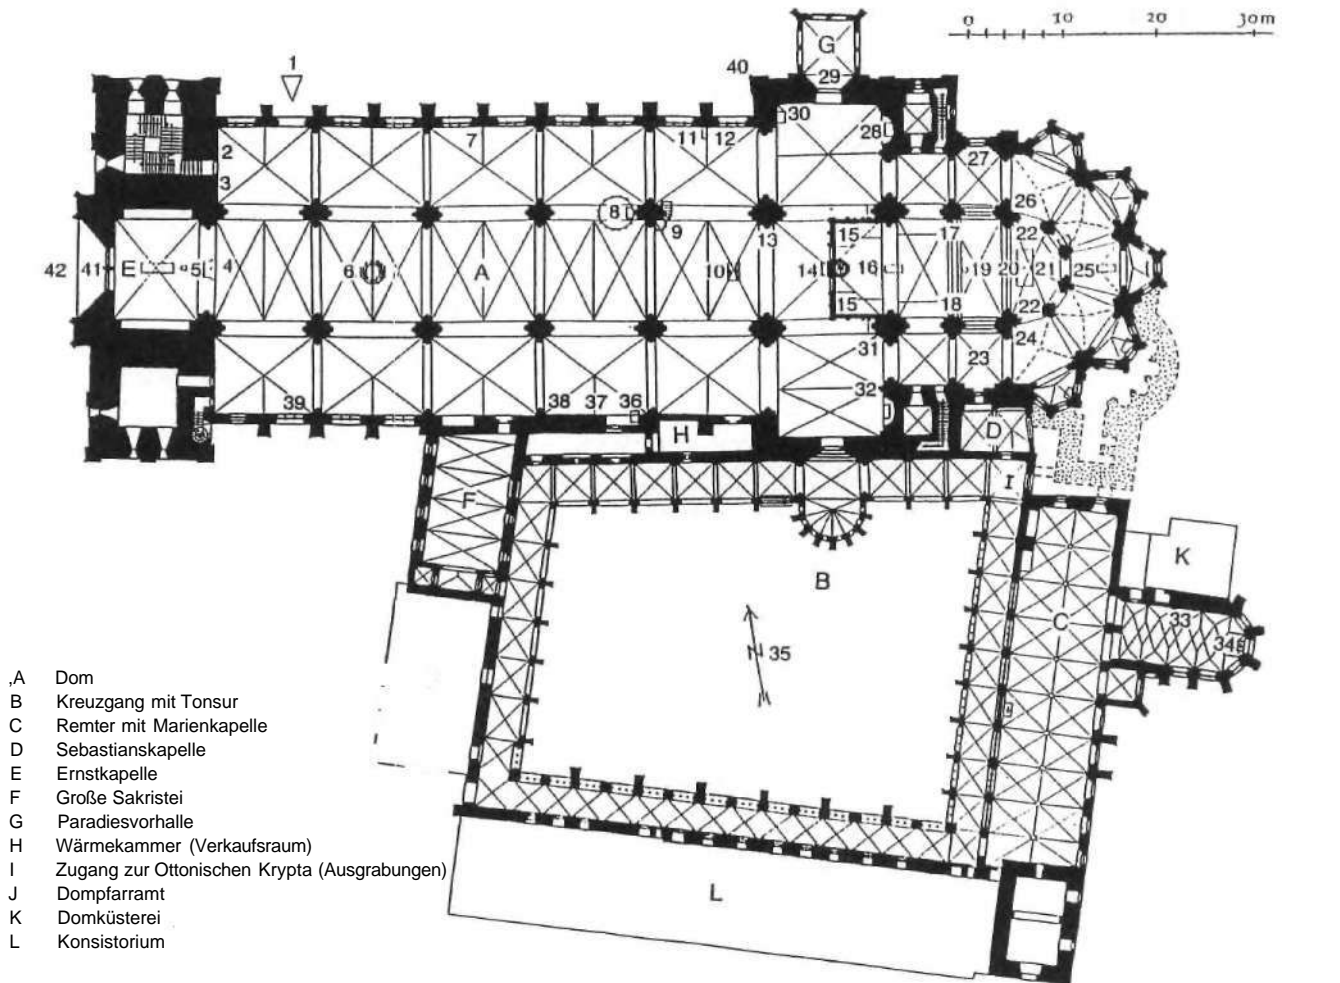 0 10 20 30m
G
1
40
29
30
28
2
7
11 12
27
3
26
8
9
13
15
17
22
42
41
E
5
4
6
A
10
14
16
19
20
21
25
15
18
22
31
24
23
32
39
38
37
36
H
D
F
I
B
K
C
33
34
N
35
L
,A Dom
B Kreuzgang mit Tonsur
C Remter mit Marienkapelle
D Sebastianskapelle
E Ernstkapelle
F Große Sakristei
G Paradiesvorhalle
H Wärmekammer (Verkaufsraum)
I Zugang zur Ottonischen Krypta (Ausgrabungen)
J Dompfarramt
K Domküsterei
L Konsistorium